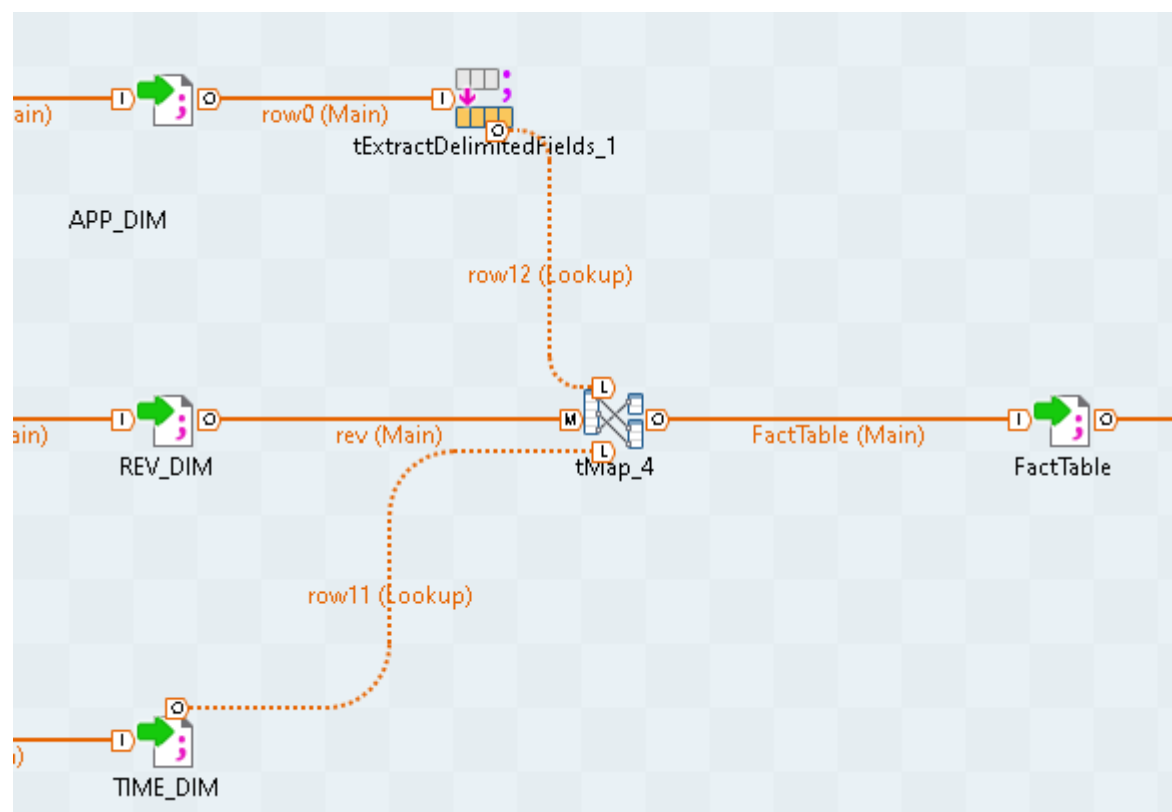 I
O
ain)
row0 (Main)
I
O
tExtractDelimitedFields_1
APP_DIM
row12 (Lookup)
L
I
O
M
O
I
O
ain)
rev (Main)
FactTable (Main)
L
REV_DIM
tMap_4
FactTable
row11 (Lookup)
O
I
)
TIME_DIM